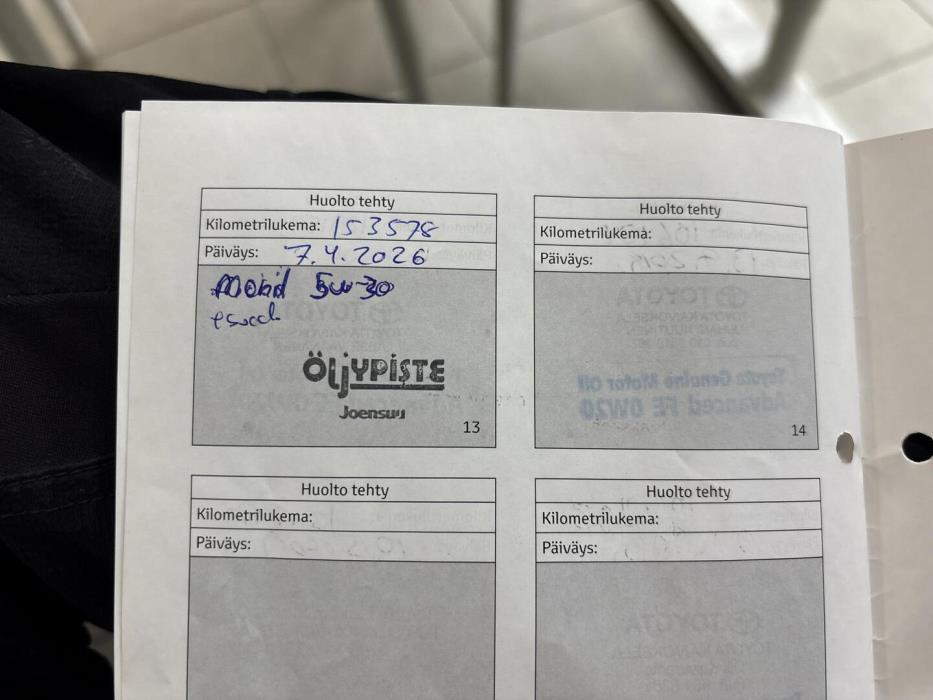 Huolto tehty
Kilometrilukema: 153578
Päiväys: 7.4.2026
Mobil 5w-30
ÖljYPISTE
Joensuu
13
Huolto tehty
Kilometrilukema:
Päiväys:
Toyota Genuine Motor Oil
Advanced FE 0W20
14
Huolto tehty
Kilometrilukema:
Päiväys:
Huolto tehty
Kilometrilukema:
Päiväys:
TOYOTA